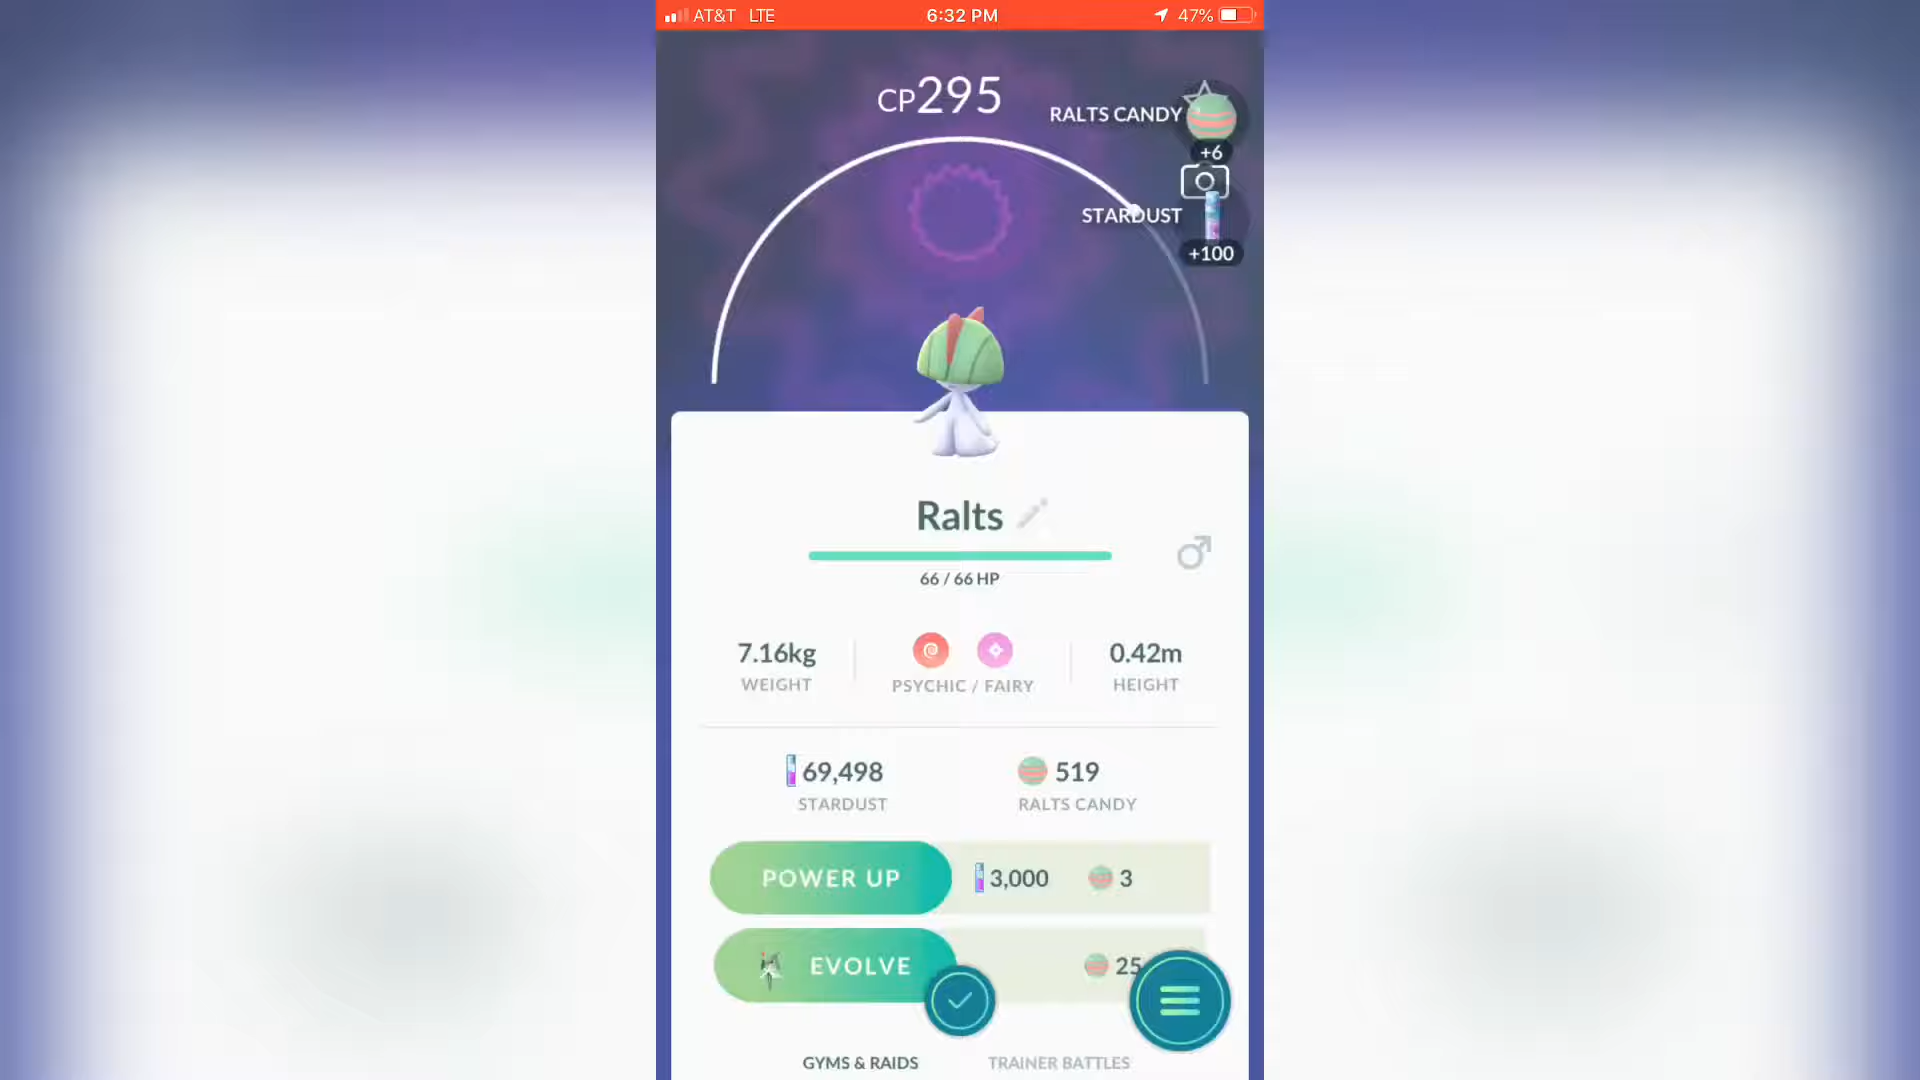 AT&T LTE 6:32 PM 47%
CP295
RALTS CANDY
+6
STARDUST
+100
Ralts
66 / 66 HP
7.16kg
WEIGHT
PSYCHIC / FAIRY
0.42m
HEIGHT
69,498
STARDUST
519
RALTS CANDY
POWER UP 3,000 3
EVOLVE 25
GYMS & RAIDS TRAINER BATTLES